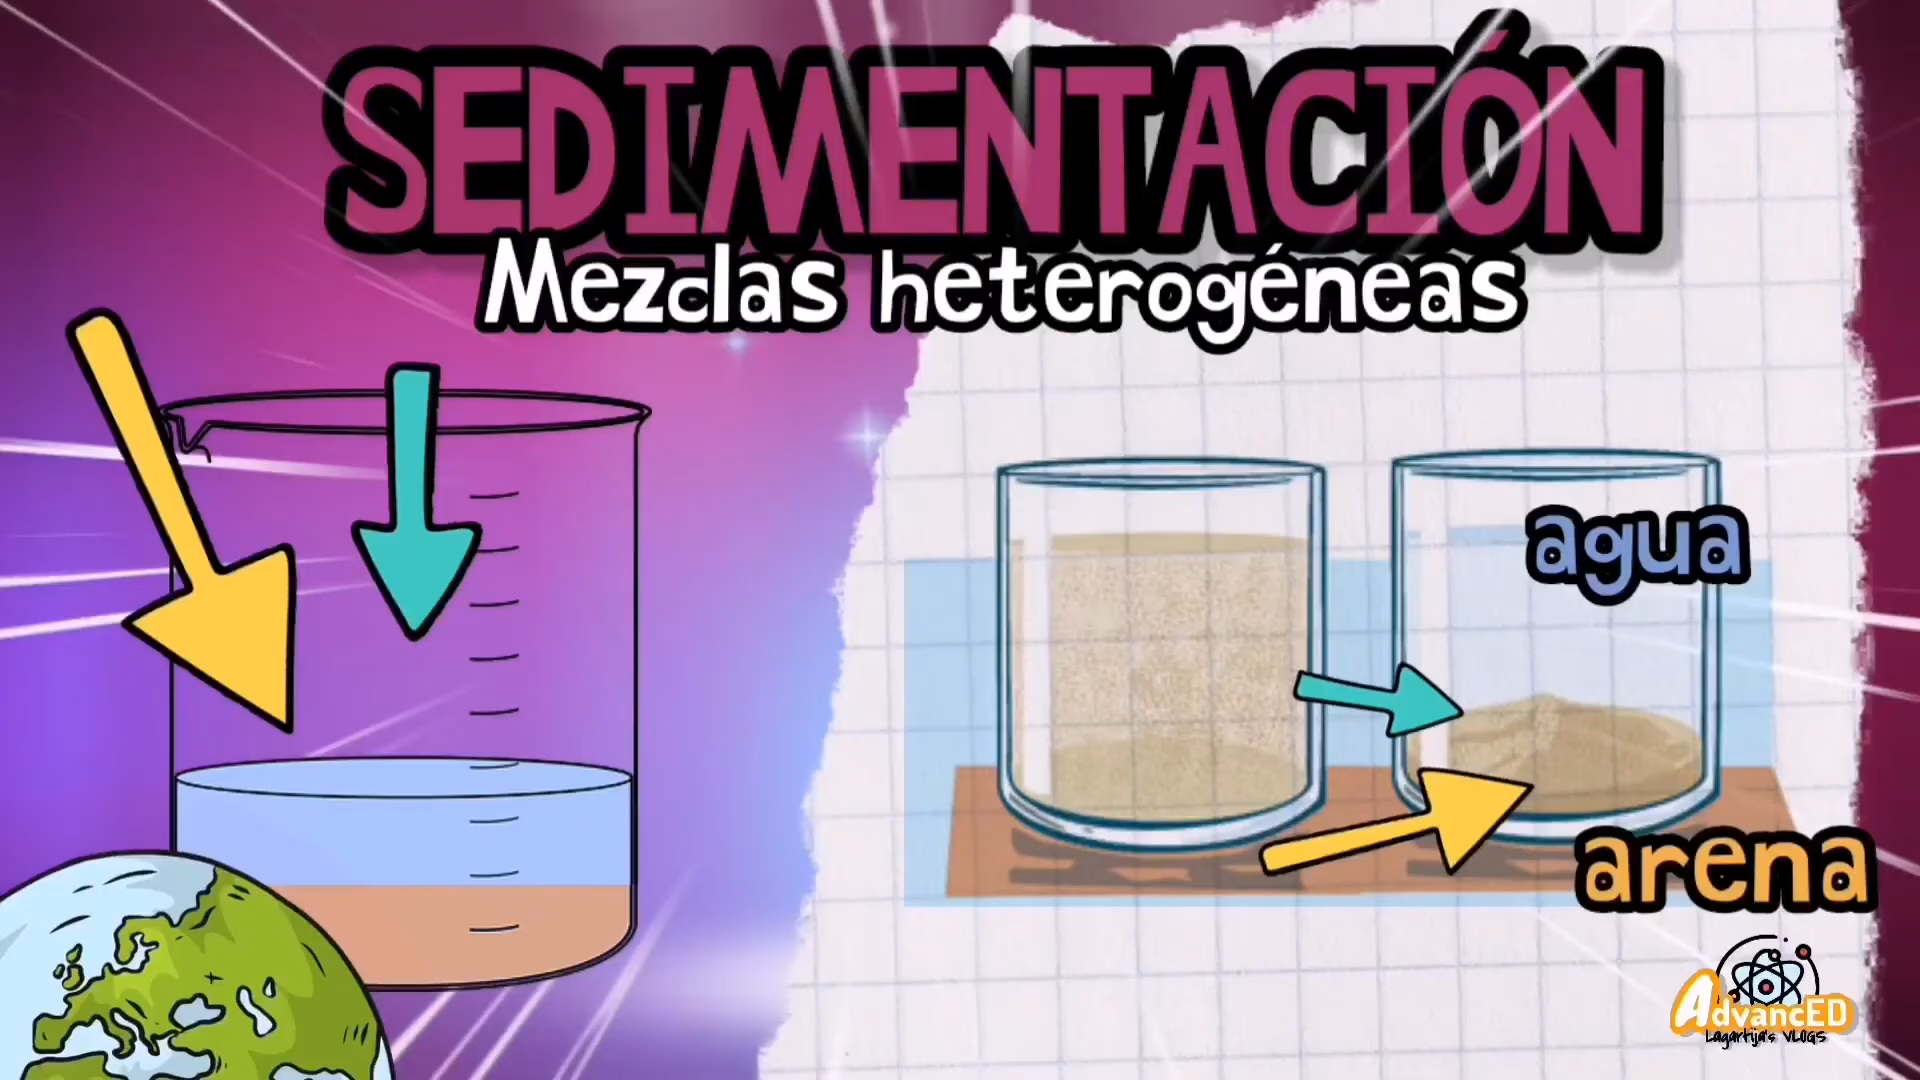 SEDIMENTACIÓN
Mezclas heterogéneas
agua
arena
AdvancED
Lagartija's VLOGS